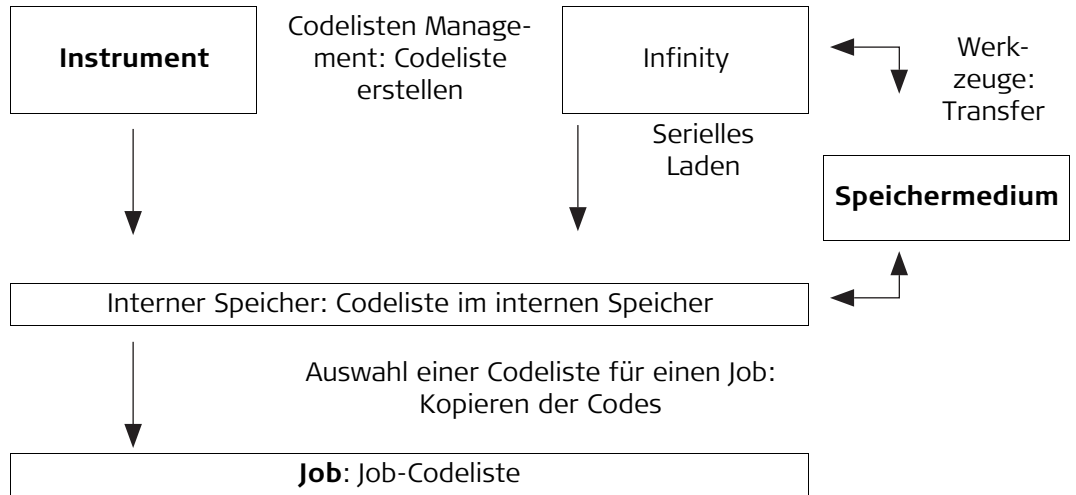 Instrument
Codelisten Manage-
ment: Codeliste
erstellen
Infinity
Werk-
zeuge:
Transfer
Serielles
Laden
Speichermedium
Interner Speicher: Codeliste im internen Speicher
Auswahl einer Codeliste für einen Job:
Kopieren der Codes
Job: Job-Codeliste